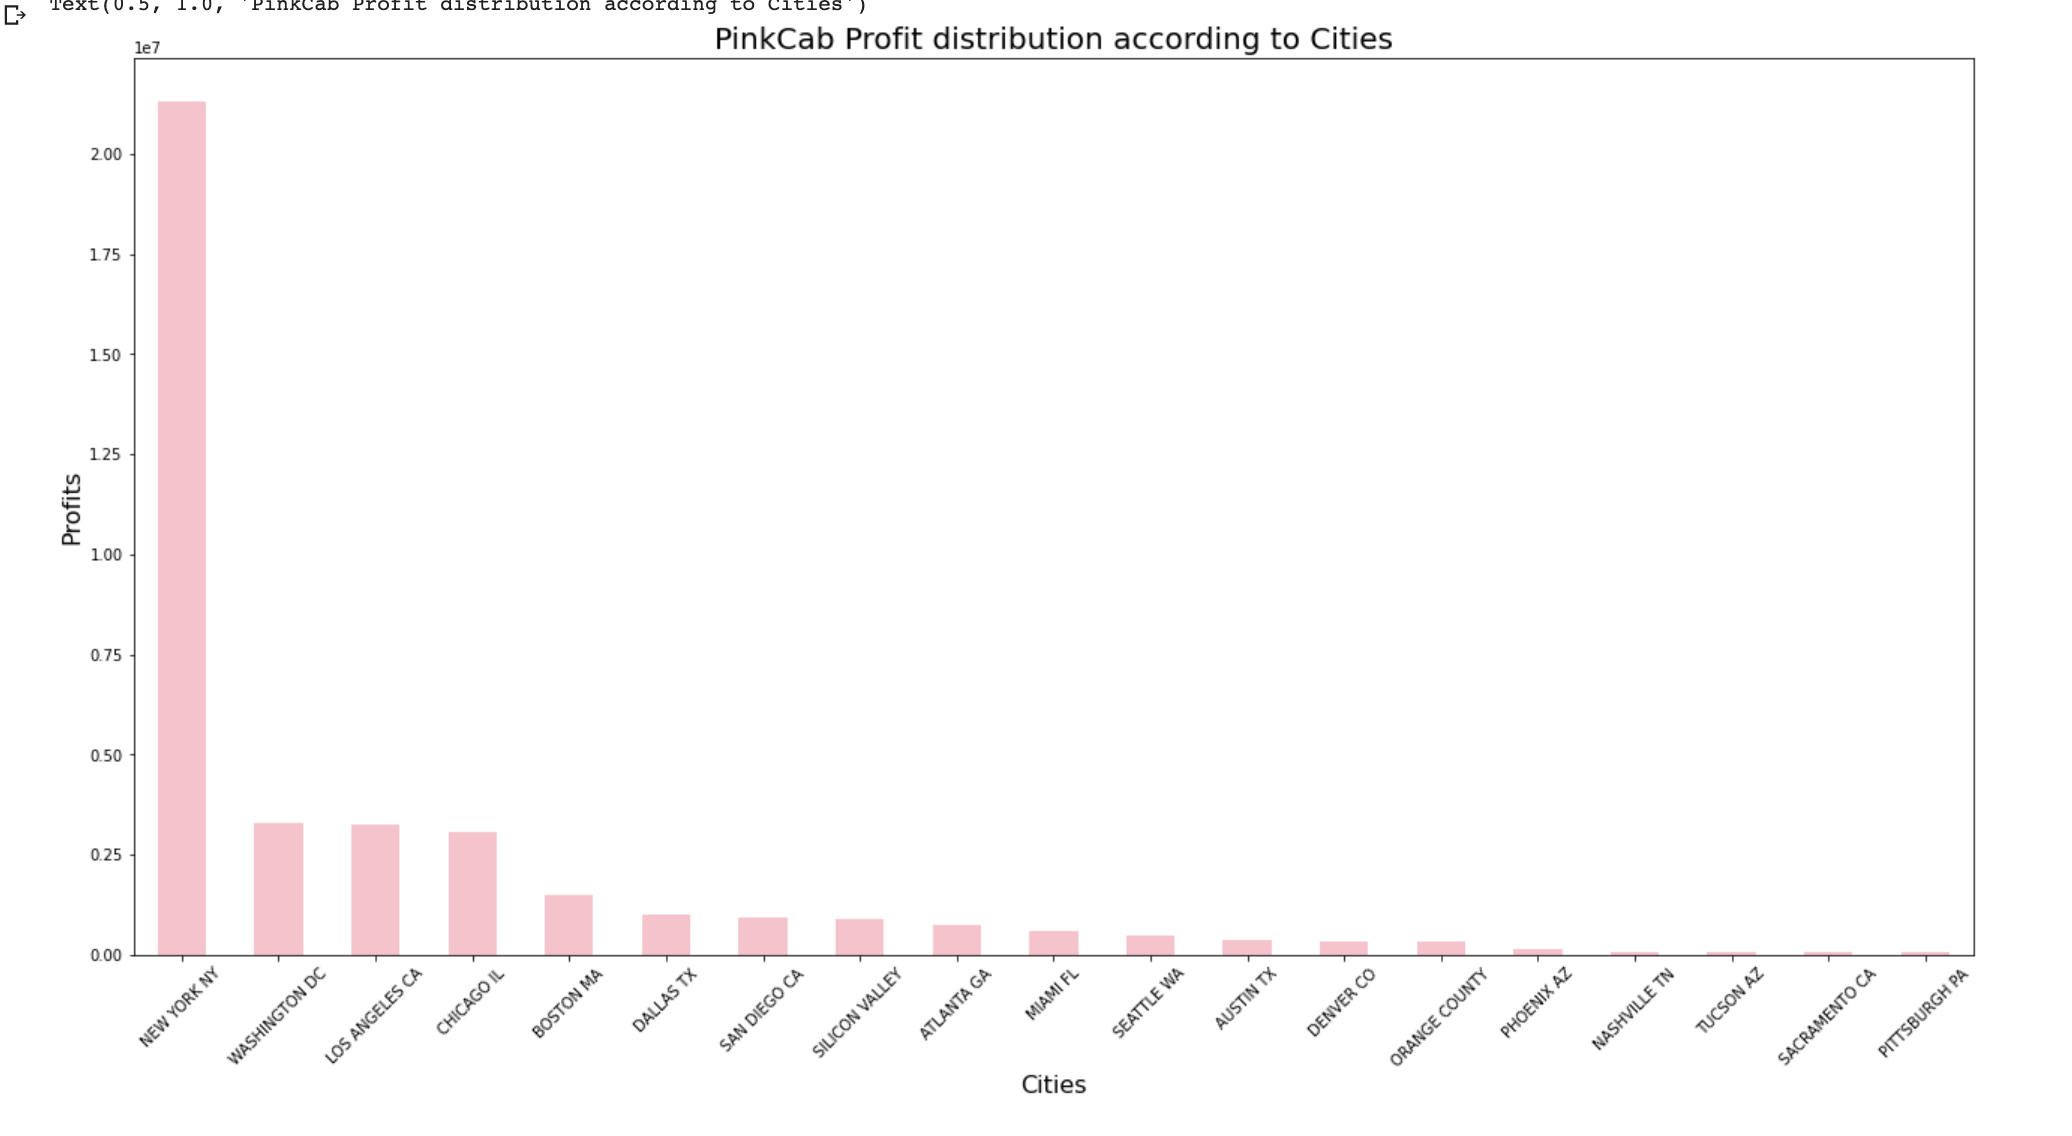 Text(0.5, 1.0, 'PinkCab Profit distribution according to Cities')
PinkCab Profit distribution according to Cities
1e7
2.00
1.75
1.50
1.25
1.00
0.75
0.50
0.25
0.00
Profits
NEW YORK NY
WASHINGTON DC
LOS ANGELES CA
CHICAGO IL
BOSTON MA
DALLAS TX
SAN DIEGO CA
SILICON VALLEY
ATLANTA GA
MIAMI FL
SEATTLE WA
AUSTIN TX
DENVER CO
ORANGE COUNTY
PHOENIX AZ
NASHVILLE TN
TUCSON AZ
SACRAMENTO CA
PITTSBURGH PA
Cities